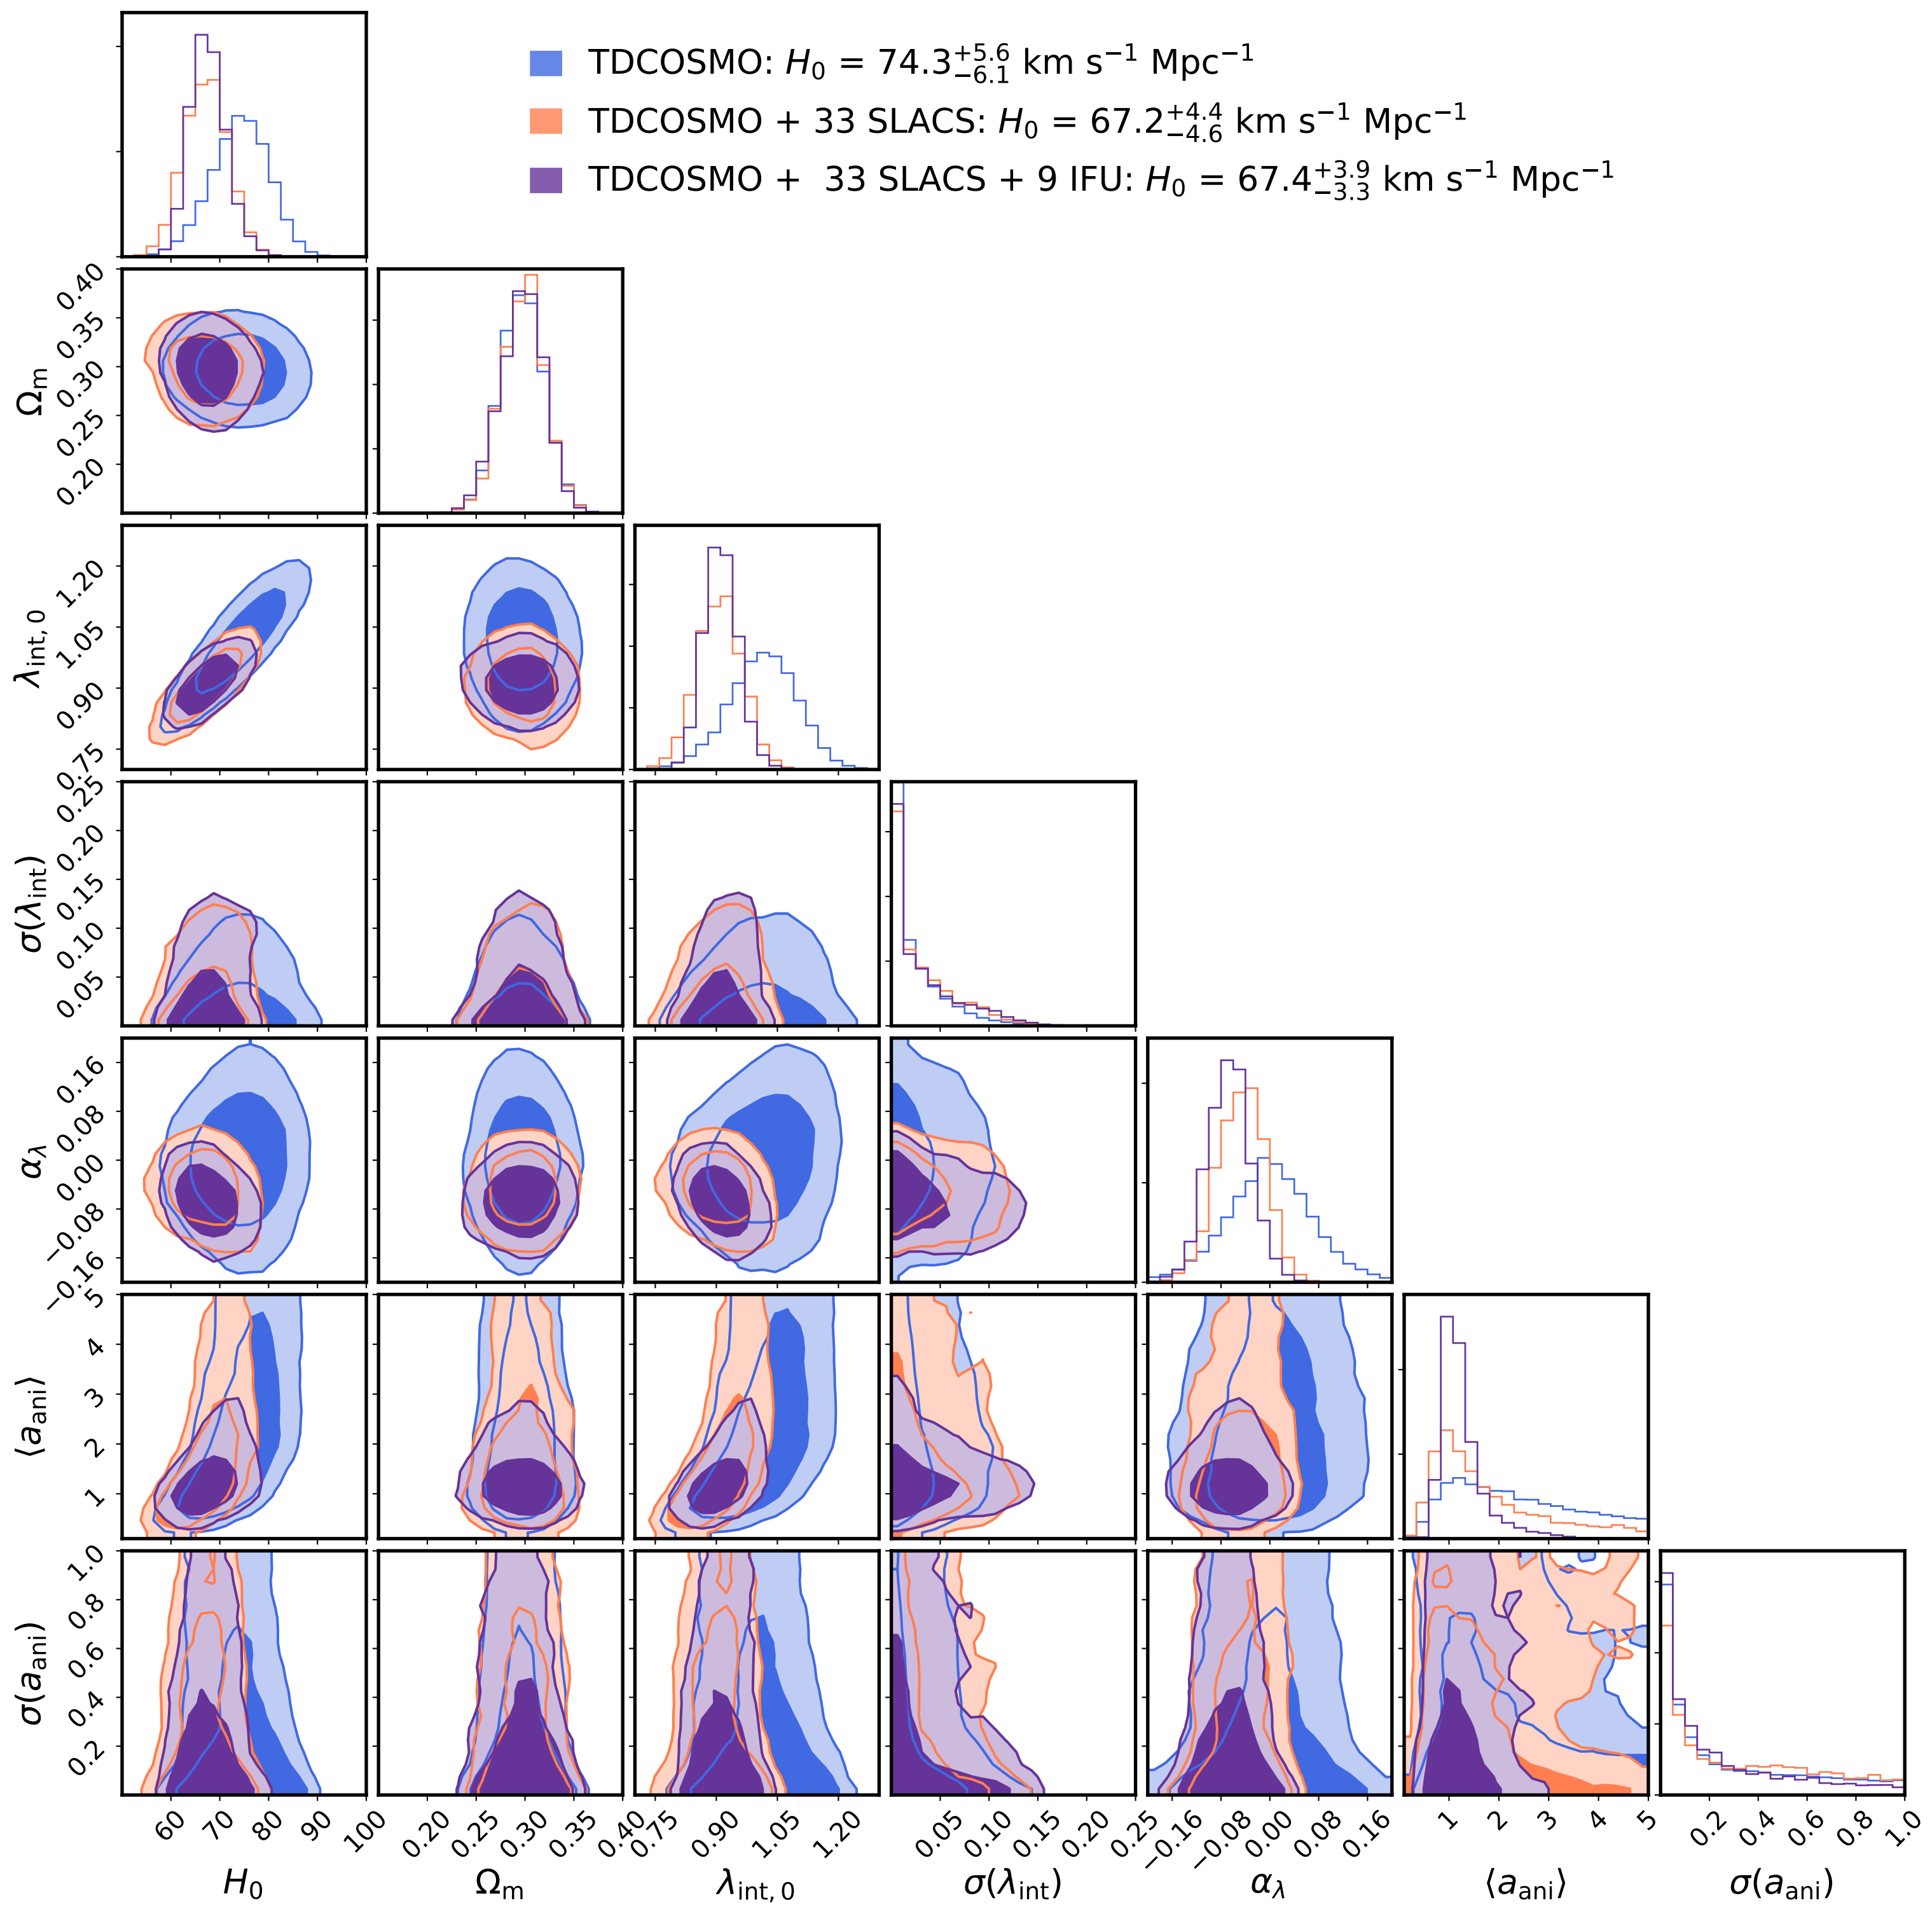 TDCOSMO: H₀ = 74.3⁺⁵·⁶₋₆.₁ km s⁻¹ Mpc⁻¹
TDCOSMO + 33 SLACS: H₀ = 67.2⁺⁴·⁴₋₄.₆ km s⁻¹ Mpc⁻¹
TDCOSMO + 33 SLACS + 9 IFU: H₀ = 67.4⁺³·⁹₋₃.₃ km s⁻¹ Mpc⁻¹
Ωm
0.40
0.35
0.30
0.25
0.20
λint, 0
1.20
1.05
0.90
0.75
σ(λint)
0.25
0.20
0.15
0.10
0.05
αλ
0.16
0.08
0.00
−0.08
−0.16
⟨aani⟩
5
4
3
2
1
σ(aani)
1.0
0.8
0.6
0.4
0.2
60 70 80 90 100
0.20 0.25 0.30 0.35 0.40
0.75 0.90 1.05 1.20
0.05 0.10 0.15 0.20 0.25
−0.16 −0.08 −0.00 0.08 0.16
1 2 3 4 5
0.2 0.4 0.6 0.8 1.0
H₀ Ωm λint, 0 σ(λint) αλ ⟨aani⟩ σ(aani)